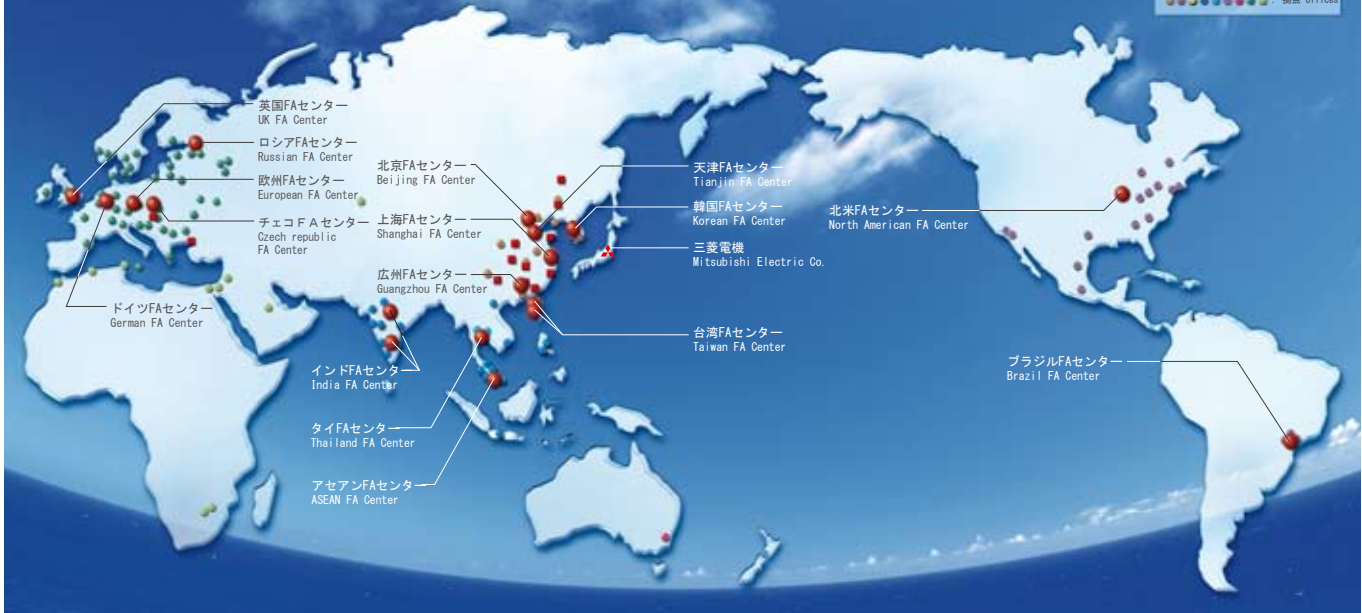 : 拠点 Offices
英国FAセンター
UK FA Center
ロシアFAセンター
Russian FA Center
欧州FAセンター
European FA Center
チェコFAセンター
Czech republic
FA Center
ドイツFAセンター
German FA Center
北京FAセンター
Beijing FA Center
上海FAセンター
Shanghai FA Center
広州FAセンター
Guangzhou FA Center
天津FAセンター
Tianjin FA Center
韓国FAセンター
Korean FA Center
三菱電機
Mitsubishi Electric Co.
台湾FAセンター
Taiwan FA Center
北米FAセンター
North American FA Center
ブラジルFAセンター
Brazil FA Center
インドFAセンター
India FA Center
タイFAセンター
Thailand FA Center
アセアンFAセンター
ASEAN FA Center